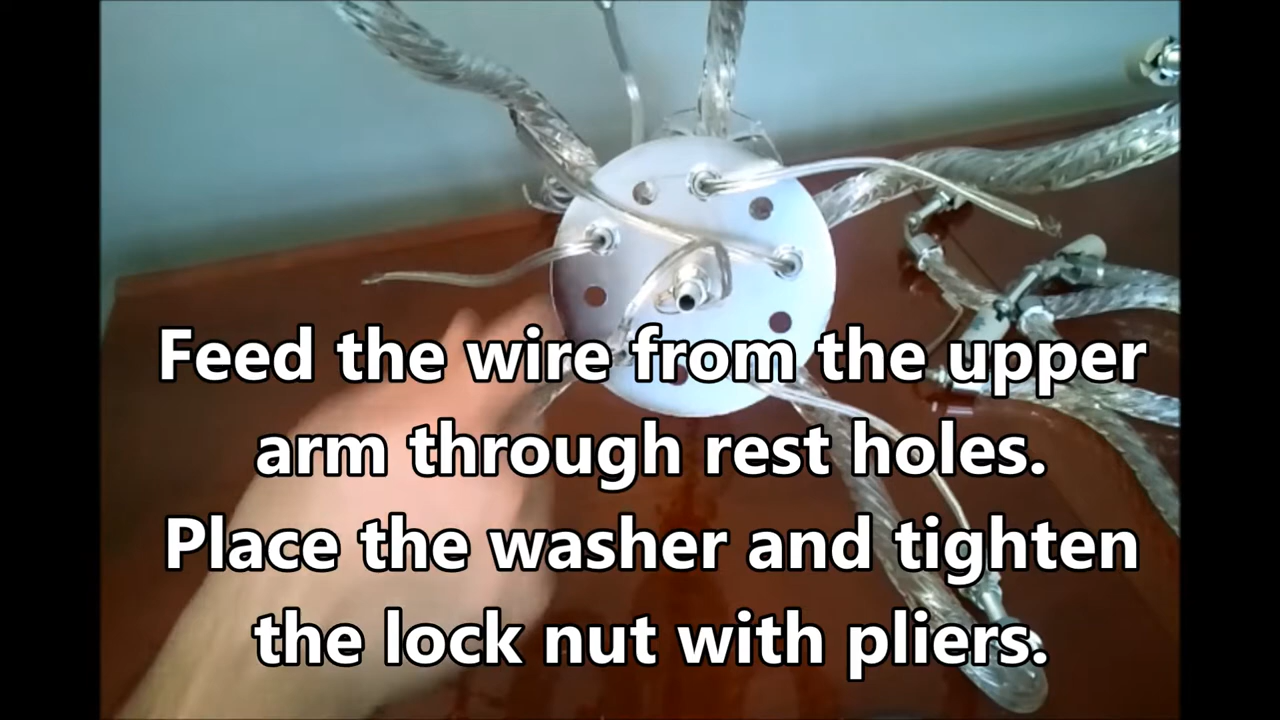 Feed the wire from the upper
arm through rest holes.
Place the washer and tighten
the lock nut with pliers.